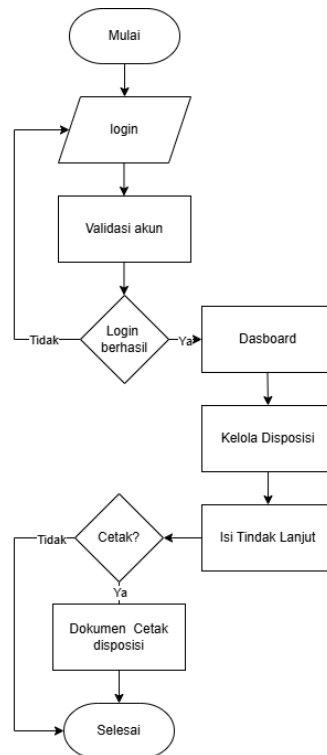 Mulai
login
Validasi akun
Login
berhasil
Tidak
Ya
Dasboard
Kelola Disposisi
Isi Tindak Lanjut
Cetak?
Tidak
Ya
Dokumen Cetak
disposisi
Selesai